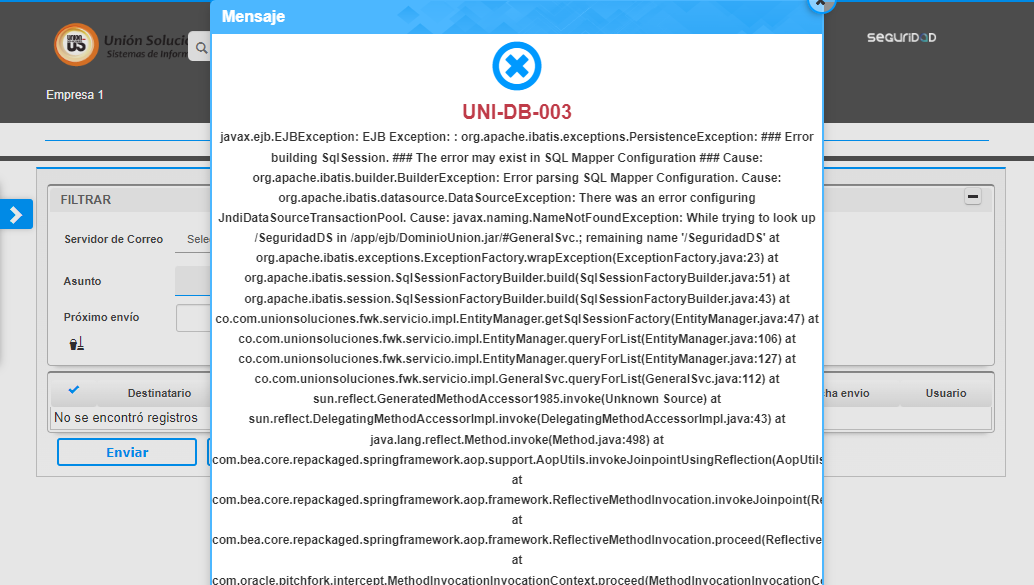 Mensaje
UNIÓN
US
Unión Soluci
Sistemas de Inform
SEGURIDAD
Empresa 1
UNI-DB-003
javax.ejb.EJBException: EJB Exception: : org.apache.ibatis.exceptions.PersistenceException: ### Error
building SqlSession. ### The error may exist in SQL Mapper Configuration ### Cause:
org.apache.ibatis.builder.BuilderException: Error parsing SQL Mapper Configuration. Cause:
org.apache.ibatis.datasource.DataSourceException: There was an error configuring
JndiDataSourceTransactionPool. Cause: javax.naming.NameNotFoundException: While trying to look up
/SeguridadDS in /app/ejb/DominioUnion.jar/#GeneralSvc.; remaining name '/SeguridadDS' at
org.apache.ibatis.exceptions.ExceptionFactory.wrapException(ExceptionFactory.java:23) at
org.apache.ibatis.session.SqlSessionFactoryBuilder.build(SqlSessionFactoryBuilder.java:51) at
org.apache.ibatis.session.SqlSessionFactoryBuilder.build(SqlSessionFactoryBuilder.java:43) at
co.com.unionsoluciones.fwk.servicio.impl.EntityManager.getSqlSessionFactory(EntityManager.java:47) at
co.com.unionsoluciones.fwk.servicio.impl.EntityManager.queryForList(EntityManager.java:106) at
co.com.unionsoluciones.fwk.servicio.impl.EntityManager.queryForList(EntityManager.java:127) at
co.com.unionsoluciones.fwk.servicio.impl.GeneralSvc.queryForList(GeneralSvc.java:112) at
sun.reflect.GeneratedMethodAccessor1985.invoke(Unknown Source) at
sun.reflect.DelegatingMethodAccessorImpl.invoke(DelegatingMethodAccessorImpl.java:43) at
java.lang.reflect.Method.invoke(Method.java:498) at
com.bea.core.repackaged.springframework.aop.support.AopUtils.invokeJoinpointUsingReflection(AopUtils
at
com.bea.core.repackaged.springframework.aop.framework.ReflectiveMethodInvocation.invokeJoinpoint(Re
at
com.bea.core.repackaged.springframework.aop.framework.ReflectiveMethodInvocation.proceed(Reflective
at
com.oracle.pitchfork.intercept.MethodInvocationInvocationContext.proceed(MethodInvocationInvocationCo
FILTRAR
Servidor de Correo Sele
Asunto
Próximo envío
Destinatario ha envio Usuario
No se encontró registros
Enviar